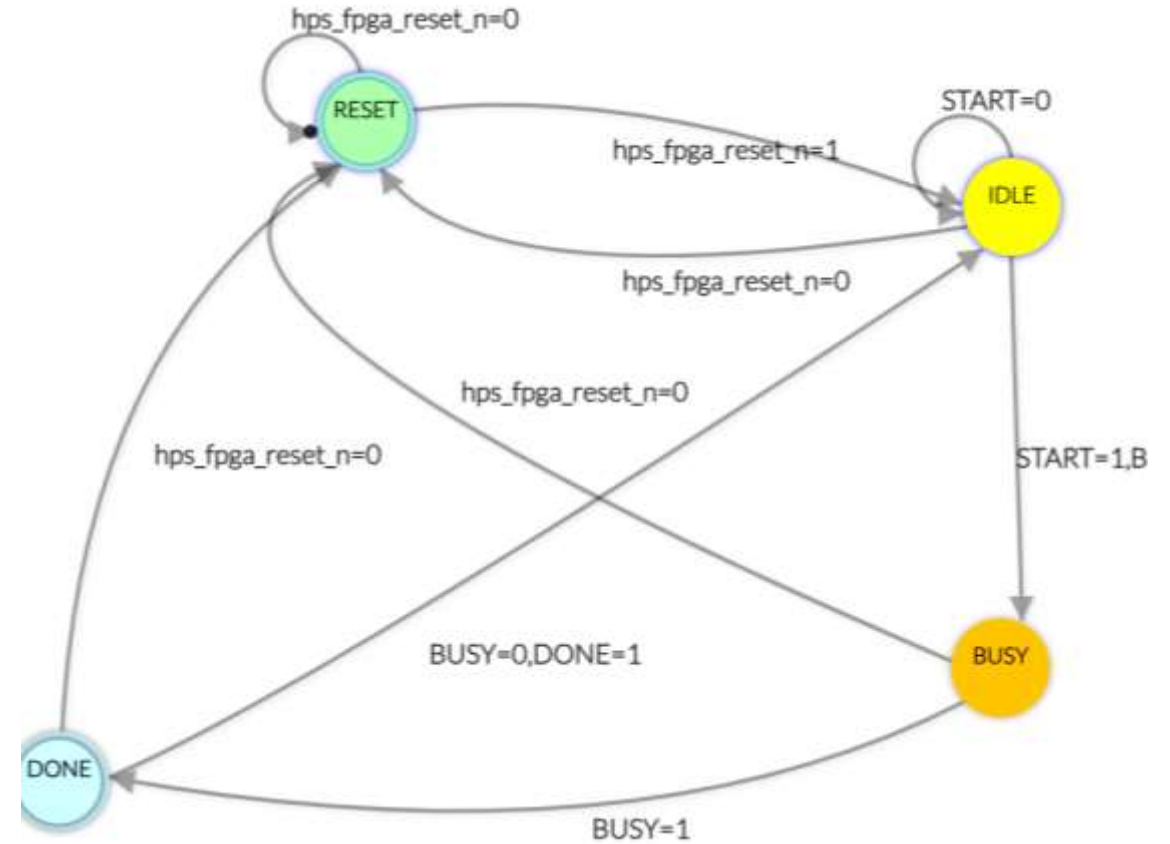 hps_fpga_reset_n=0
RESET
START=0
hps_fpga_reset_n=1
IDLE
hps_fpga_reset_n=0
hps_fpga_reset_n=0
hps_fpga_reset_n=0
START=1,B
BUSY=0,DONE=1
BUSY
DONE
BUSY=1